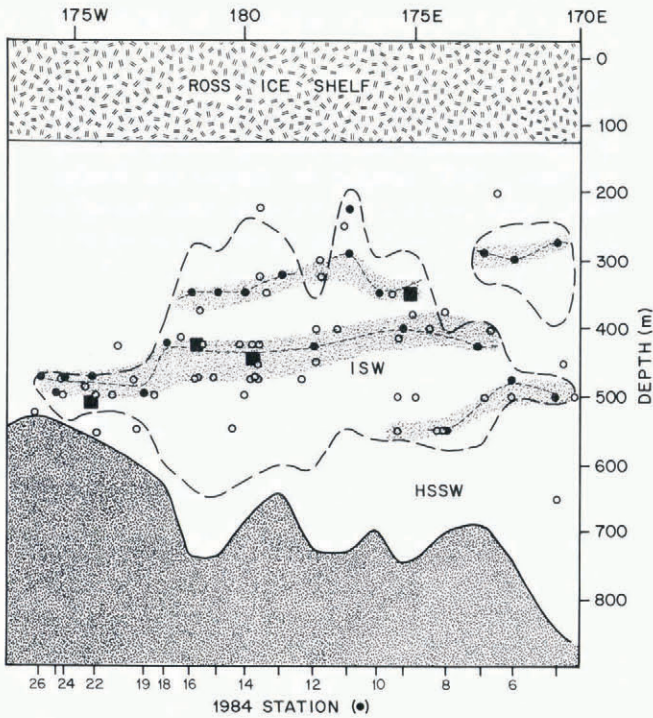 175W 180 175E 170E
ROSS ICE SHELF
0
100
200
300
400
ISW
500
600
HSSW
700
800
DEPTH (m)
26 24 22 19 18 16 14 12 10 8 6
1984 STATION (●)